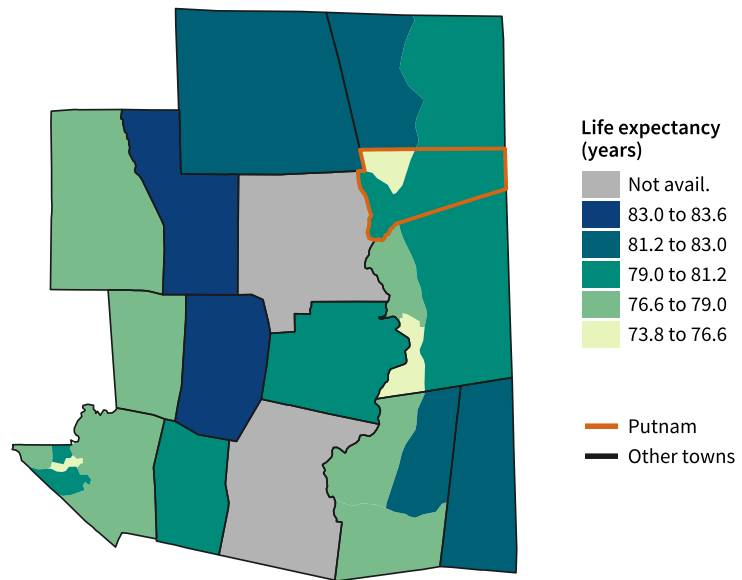 Life expectancy
(years)
Not avail.
83.0 to 83.6
81.2 to 83.0
79.0 to 81.2
76.6 to 79.0
73.8 to 76.6
Putnam
Other towns